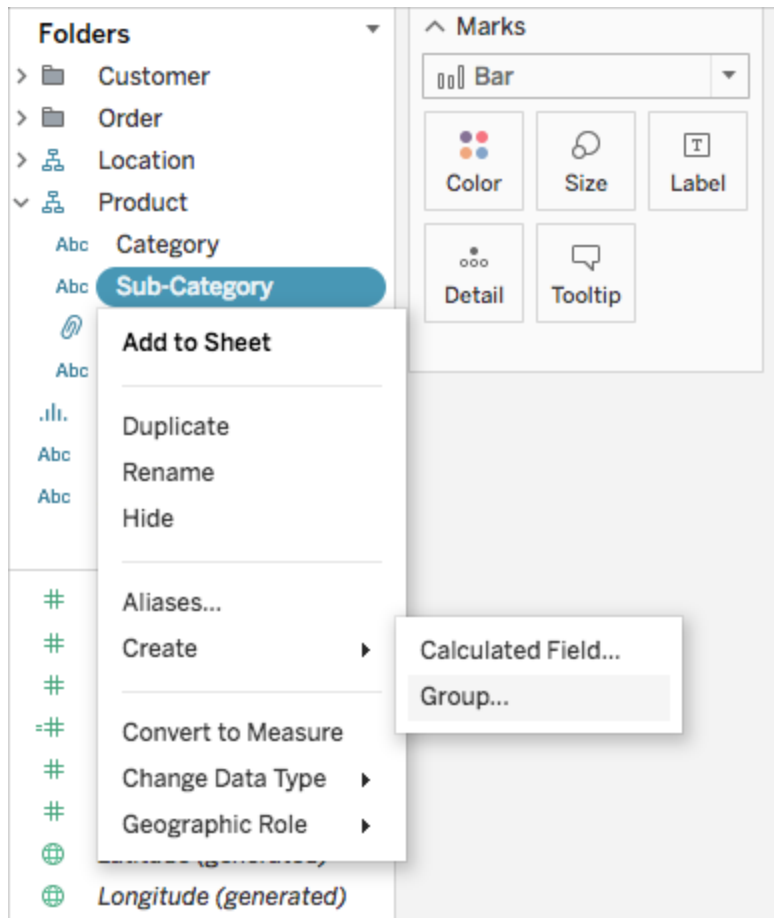 Folders
Customer
Order
Location
Product
Abc Category
Abc Sub-Category
Abc
Abc
Abc
Add to Sheet
Duplicate
Rename
Hide
Aliases...
Create
Convert to Measure
Change Data Type
Geographic Role
Calculated Field...
Group...
Longitude (generated)
Marks
Bar
Color
Size
T
Label
Detail
Tooltip